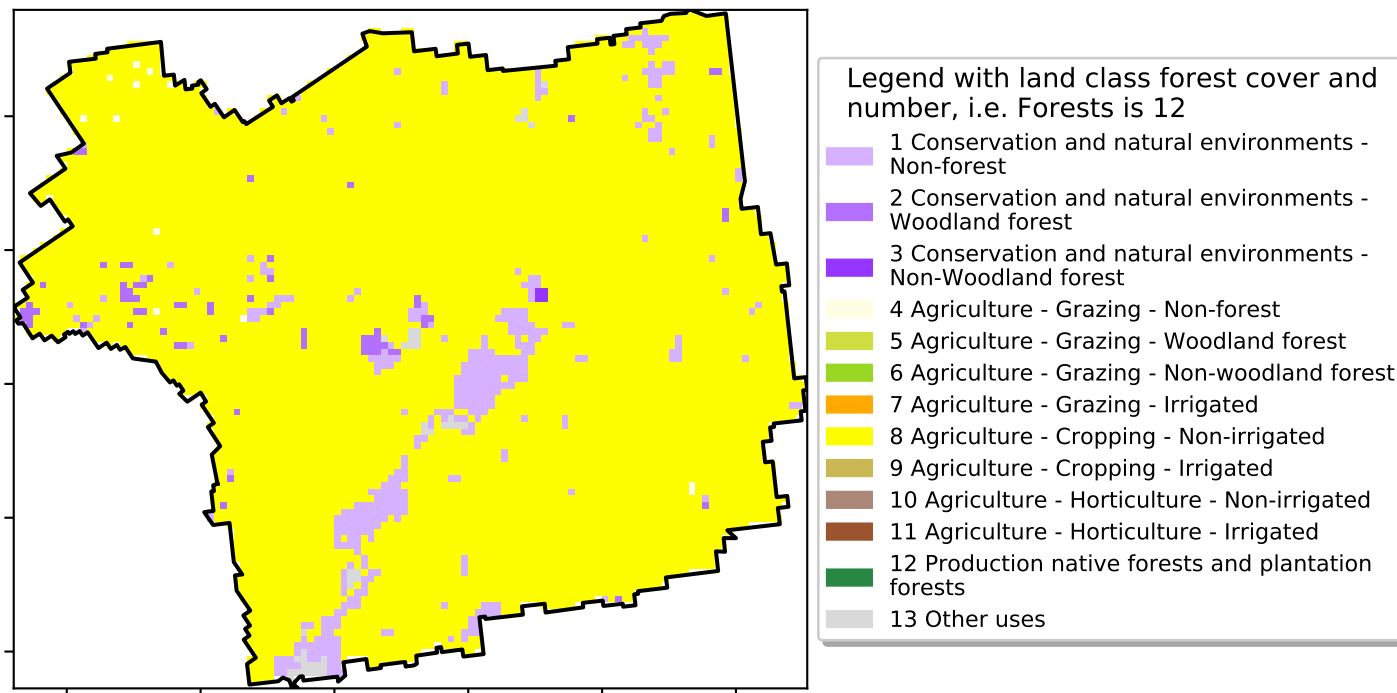 Legend with land class forest cover and
number, i.e. Forests is 12
1 Conservation and natural environments -
Non-forest
2 Conservation and natural environments -
Woodland forest
3 Conservation and natural environments -
Non-Woodland forest
4 Agriculture - Grazing - Non-forest
5 Agriculture - Grazing - Woodland forest
6 Agriculture - Grazing - Non-woodland forest
7 Agriculture - Grazing - Irrigated
8 Agriculture - Cropping - Non-irrigated
9 Agriculture - Cropping - Irrigated
10 Agriculture - Horticulture - Non-irrigated
11 Agriculture - Horticulture - Irrigated
12 Production native forests and plantation
forests
13 Other uses